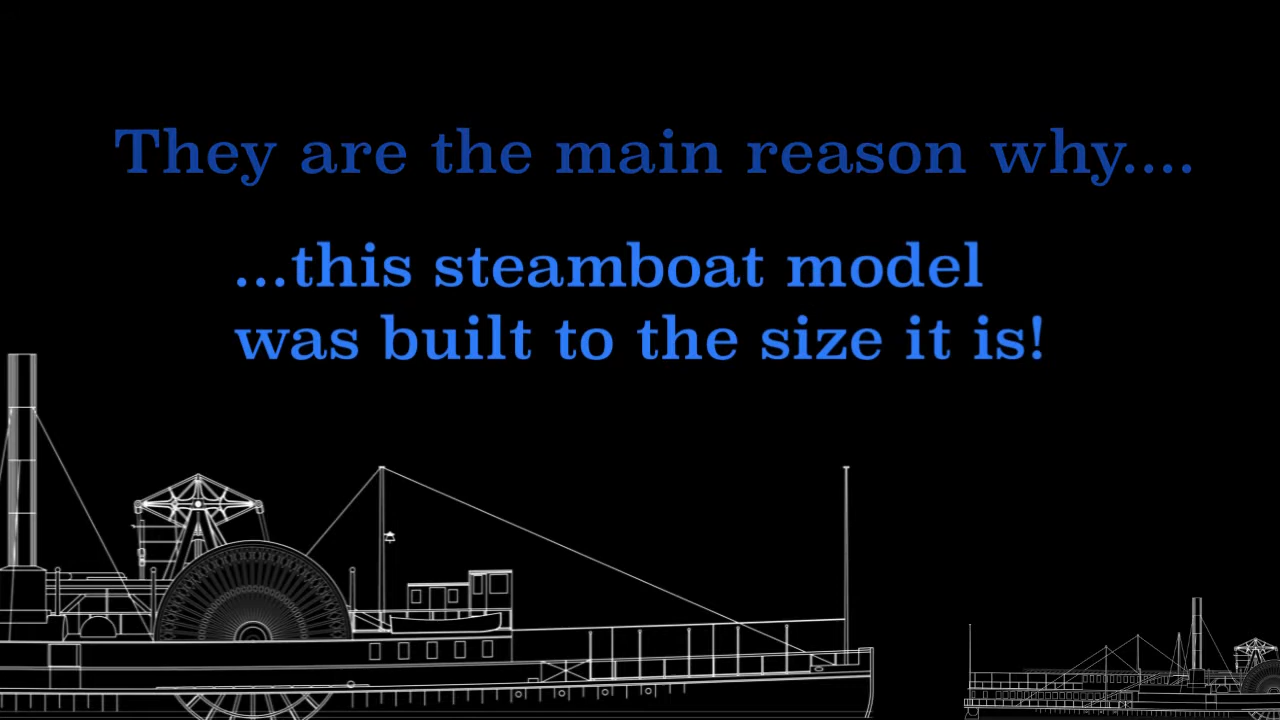 They are the main reason why....
...this steamboat model
was built to the size it is!